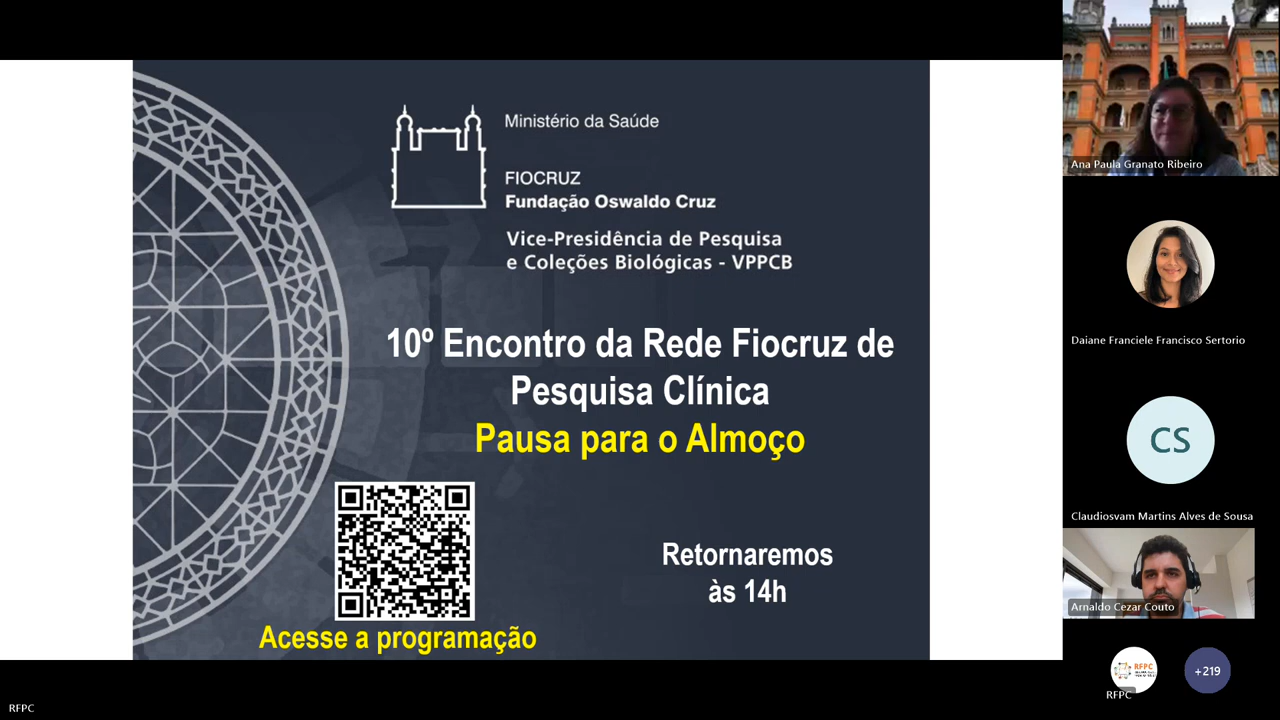 Ministério da Saúde
FIOCRUZ
Fundação Oswaldo Cruz
Vice-Presidência de Pesquisa
e Coleções Biológicas - VPPCB
10º Encontro da Rede Fiocruz de
Pesquisa Clínica
Pausa para o Almoço
Retornaremos
às 14h
Acesse a programação
RFPC
Ana Paula Granato Ribeiro
Daiane Franciele Francisco Sertorio
CS
Claudiosvam Martins Alves de Sousa
Arnaldo Cezar Couto
RFPC
+219
RFPC